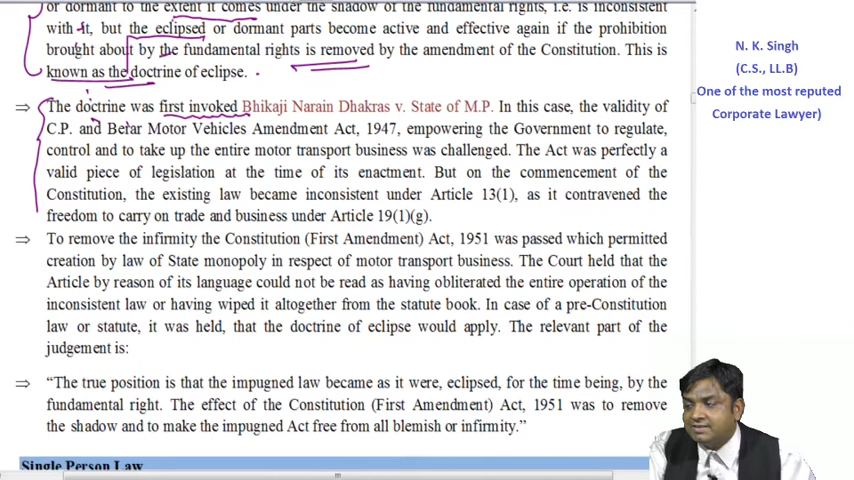 or dormant to the extent it comes under the shadow of the fundamental rights, i.e. is inconsistent
with it, but the eclipsed or dormant parts become active and effective again if the prohibition
brought about by the fundamental rights is removed by the amendment of the Constitution. This is
known as the doctrine of eclipse.
⇒ The doctrine was first invoked Bhikaji Narain Dhakras v. State of M.P. In this case, the validity of
C.P. and Berar Motor Vehicles Amendment Act, 1947, empowering the Government to regulate,
control and to take up the entire motor transport business was challenged. The Act was perfectly a
valid piece of legislation at the time of its enactment. But on the commencement of the
Constitution, the existing law became inconsistent under Article 13(1), as it contravened the
freedom to carry on trade and business under Article 19(1)(g).
⇒ To remove the infirmity the Constitution (First Amendment) Act, 1951 was passed which permitted
creation by law of State monopoly in respect of motor transport business. The Court held that the
Article by reason of its language could not be read as having obliterated the entire operation of the
inconsistent law or having wiped it altogether from the statute book. In case of a pre-Constitution
law or statute, it was held, that the doctrine of eclipse would apply. The relevant part of the
judgement is:
⇒ “The true position is that the impugned law became as it were, eclipsed, for the time being, by the
fundamental right. The effect of the Constitution (First Amendment) Act, 1951 was to remove
the shadow and to make the impugned Act free from all blemish or infirmity.”
Single Person Law
N. K. Singh
(C.S., LL.B)
One of the most reputed
Corporate Lawyer)